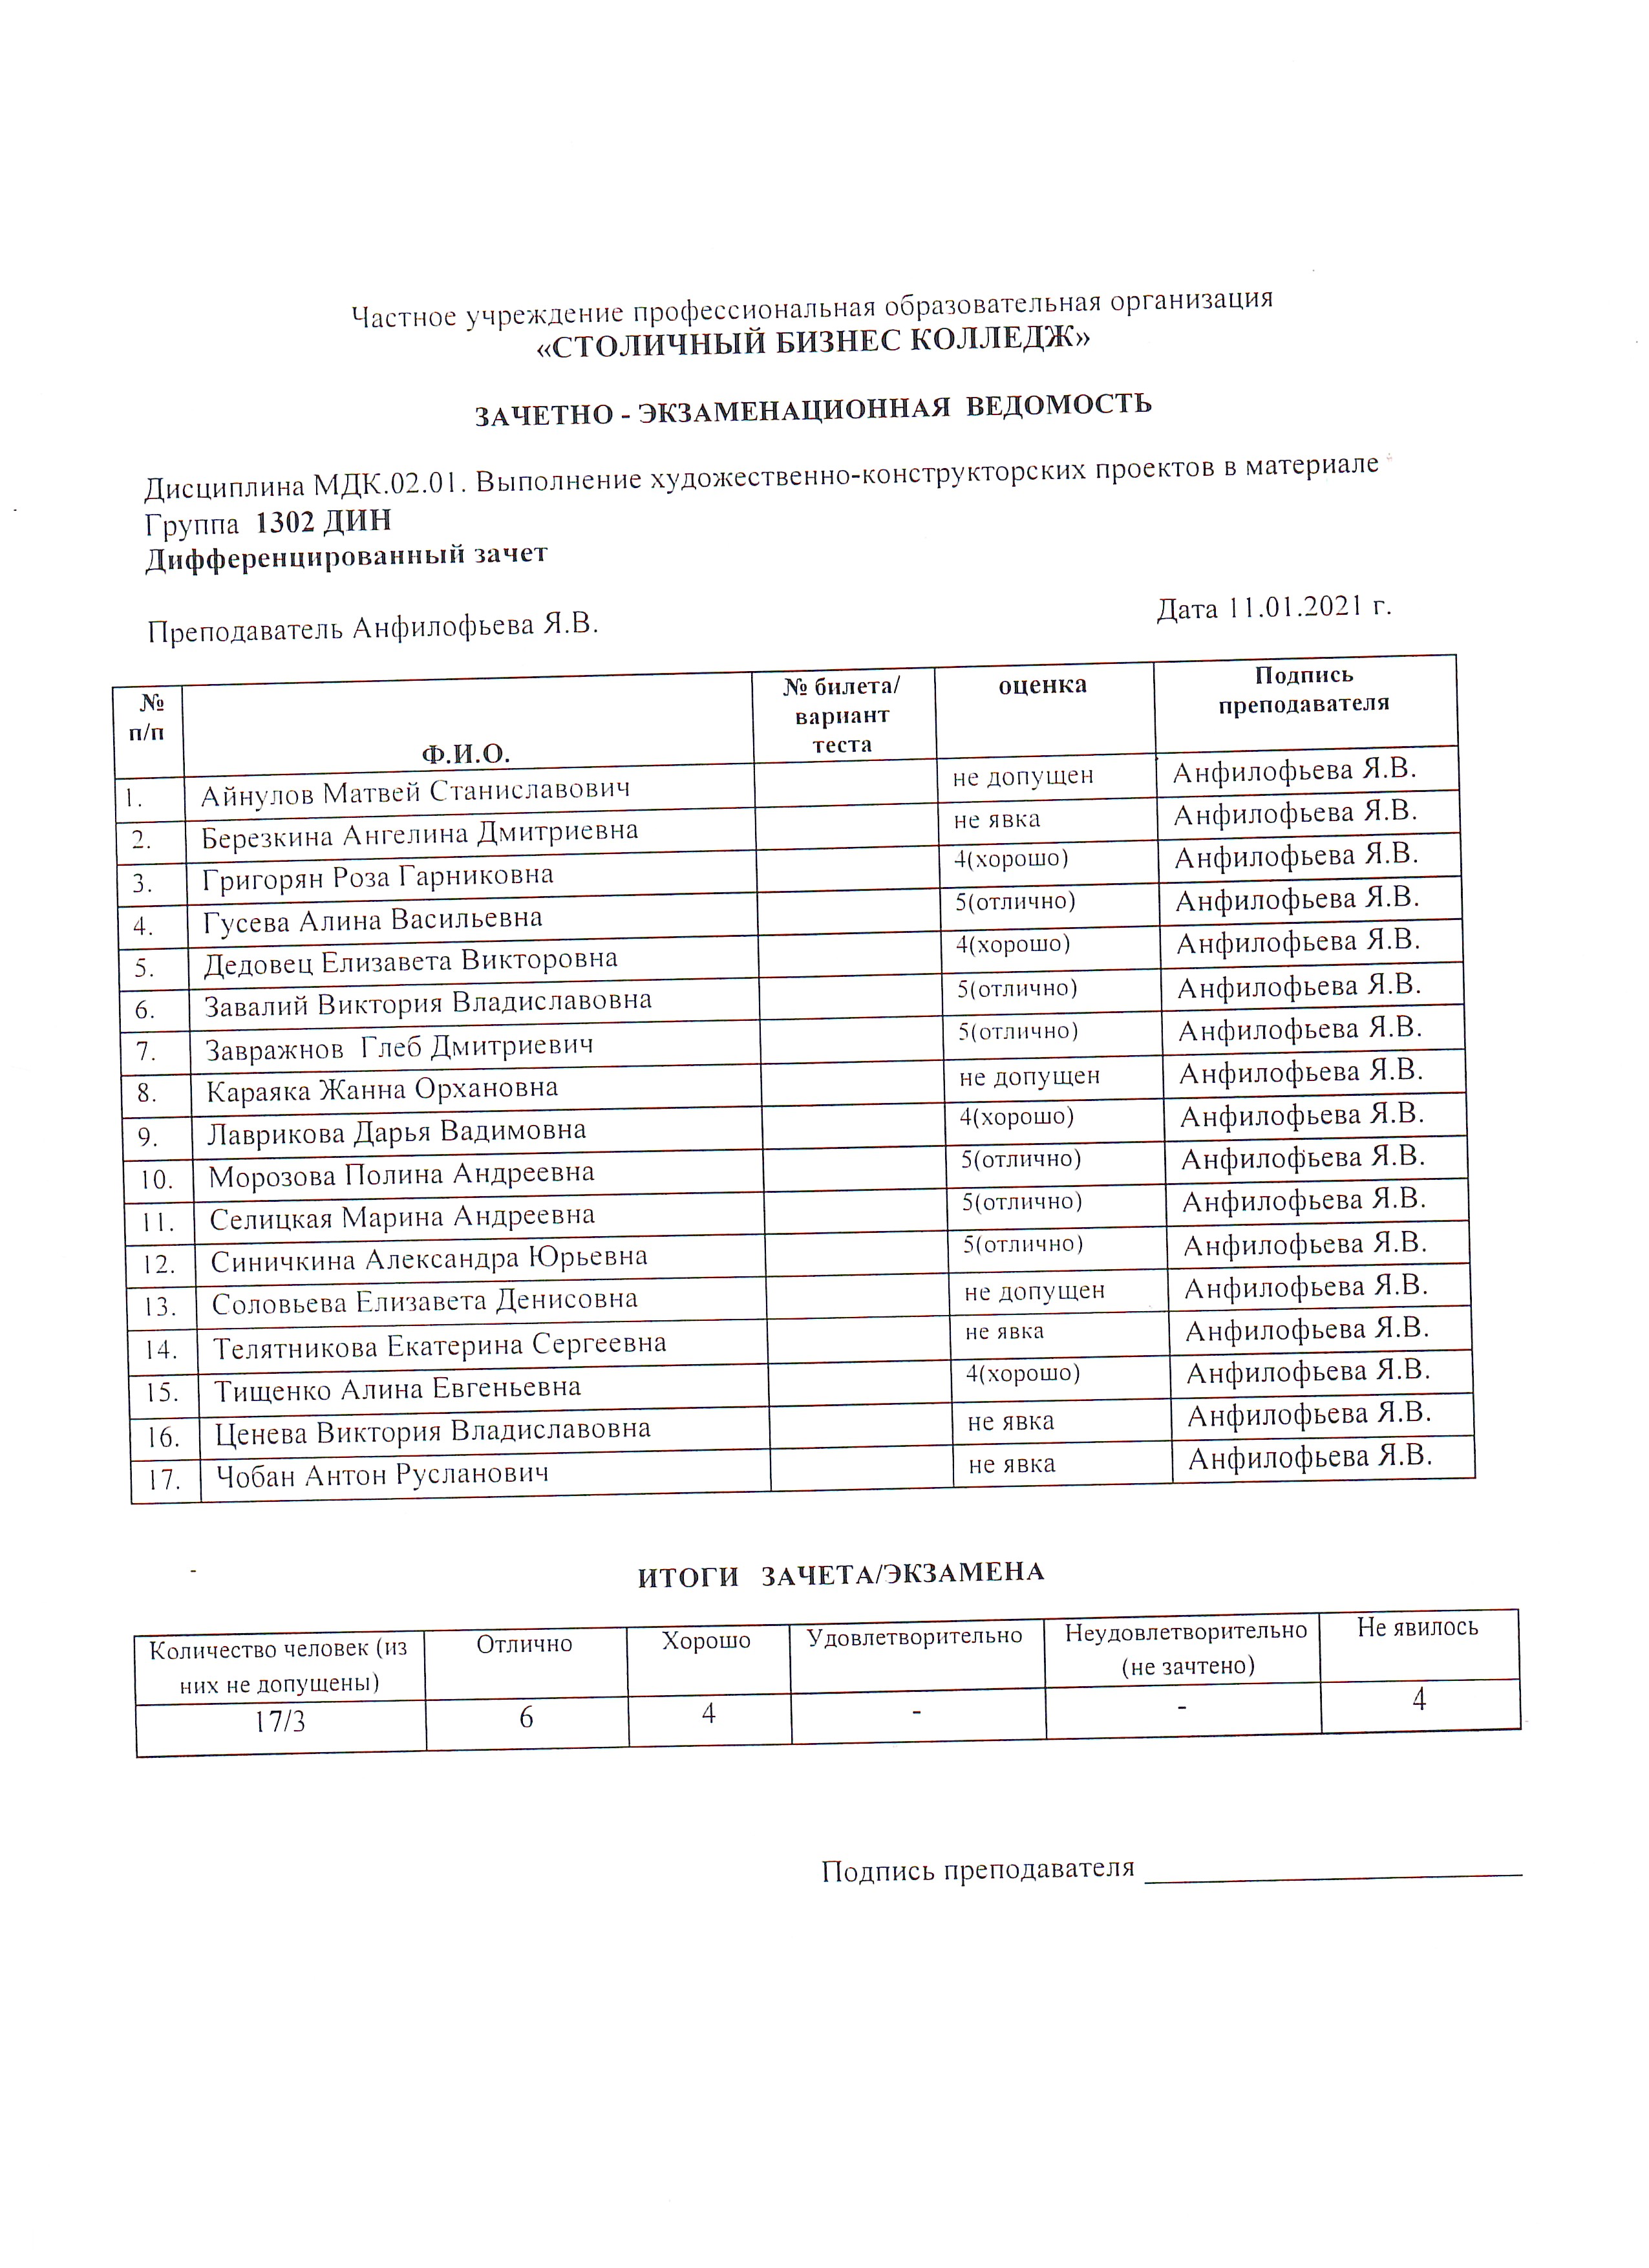 Частное учреждение профессиональная образовательная организация
«СТОЛИЧНЫЙ БИЗНЕС КОЛЛЕДЖ»
ЗАЧЕТНО - ЭКЗАМЕНАЦИОННАЯ ВЕДОМОСТЬ
Дисциплина МДК.02.01. Выполнение художественно-конструкторских проектов в материале
Группа 1302 ДИН
Дифференцированный зачет
Преподаватель Анфилофьева Я.В. Дата 11.01.2021 г.
№ п/п Ф.И.О. № билета/ вариант теста оценка Подпись преподавателя
1. Айнулов Матвей Станиславович не допущен Анфилофьева Я.В.
2. Березкина Ангелина Дмитриевна не явка Анфилофьева Я.В.
3. Григорян Роза Гарниковна 4(хорошо) Анфилофьева Я.В.
4. Гусева Алина Васильевна 5(отлично) Анфилофьева Я.В.
5. Дедовец Елизавета Викторовна 4(хорошо) Анфилофьева Я.В.
6. Завалий Виктория Владиславовна 5(отлично) Анфилофьева Я.В.
7. Завражнов Глеб Дмитриевич 5(отлично) Анфилофьева Я.В.
8. Караяка Жанна Орхановна не допущен Анфилофьева Я.В.
9. Лаврикова Дарья Вадимовна 4(хорошо) Анфилофьева Я.В.
10. Морозова Полина Андреевна 5(отлично) Анфилофьева Я.В.
11. Селицкая Марина Андреевна 5(отлично) Анфилофьева Я.В.
12. Синичкина Александра Юрьевна 5(отлично) Анфилофьева Я.В.
13. Соловьева Елизавета Денисовна не допущен Анфилофьева Я.В.
14. Телятникова Екатерина Сергеевна не явка Анфилофьева Я.В.
15. Тищенко Алина Евгеньевна 4(хорошо) Анфилофьева Я.В.
16. Ценева Виктория Владиславовна не явка Анфилофьева Я.В.
17. Чобан Антон Русланович не явка Анфилофьева Я.В.
ИТОГИ ЗАЧЕТА/ЭКЗАМЕНА
Количество человек (из них не допущены) Отлично Хорошо Удовлетворительно Неудовлетворительно (не зачтено) Не явилось
17/3 6 4 - - 4
Подпись преподавателя